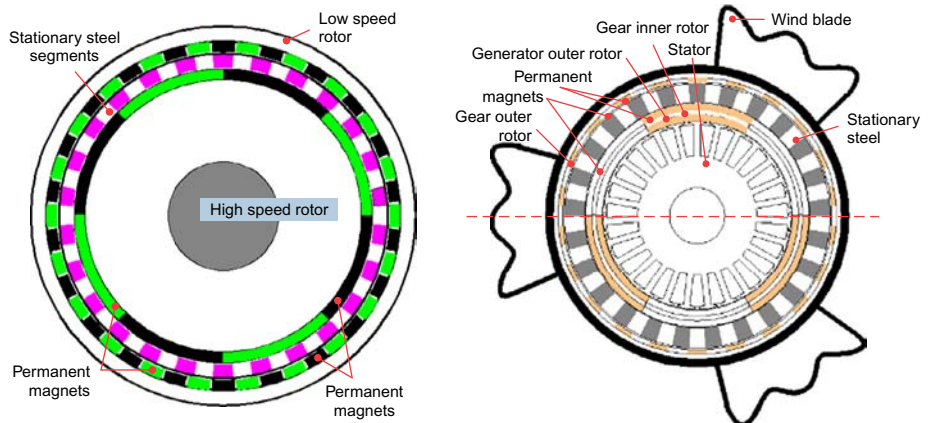 Low speed
rotor
Stationary steel
segments
High speed rotor
Permanent
magnets
Permanent
magnets
Wind blade
Gear inner rotor
Generator outer rotor
Stator
Permanent
magnets
Gear outer
rotor
Stationary
steel